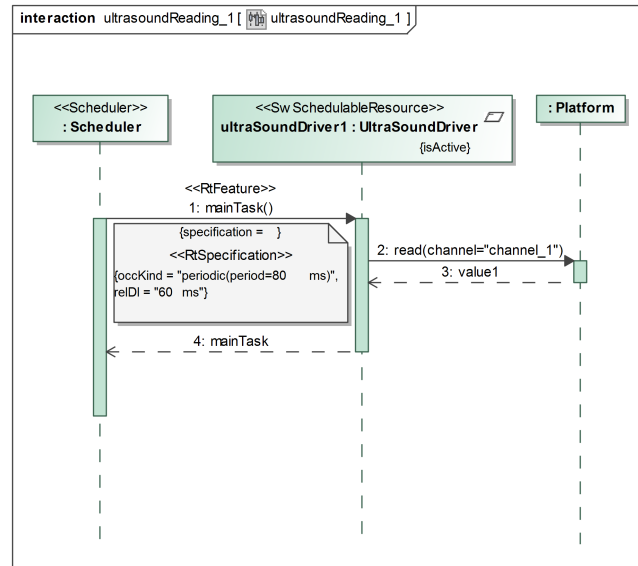 interaction ultrasoundReading_1 [ ultrasoundReading_1 ]
<<Scheduler>>
: Scheduler
<<Sw SchedulableResource>>
ultraSoundDriver1 : UltraSoundDriver
{isActive}
: Platform
<<RtFeature>>
1: mainTask()
{specification = }
<<RtSpecification>>
{occKind = "periodic(period=80 ms)",
relDl = "60 ms"}
2: read(channel="channel_1")
3: value1
4: mainTask